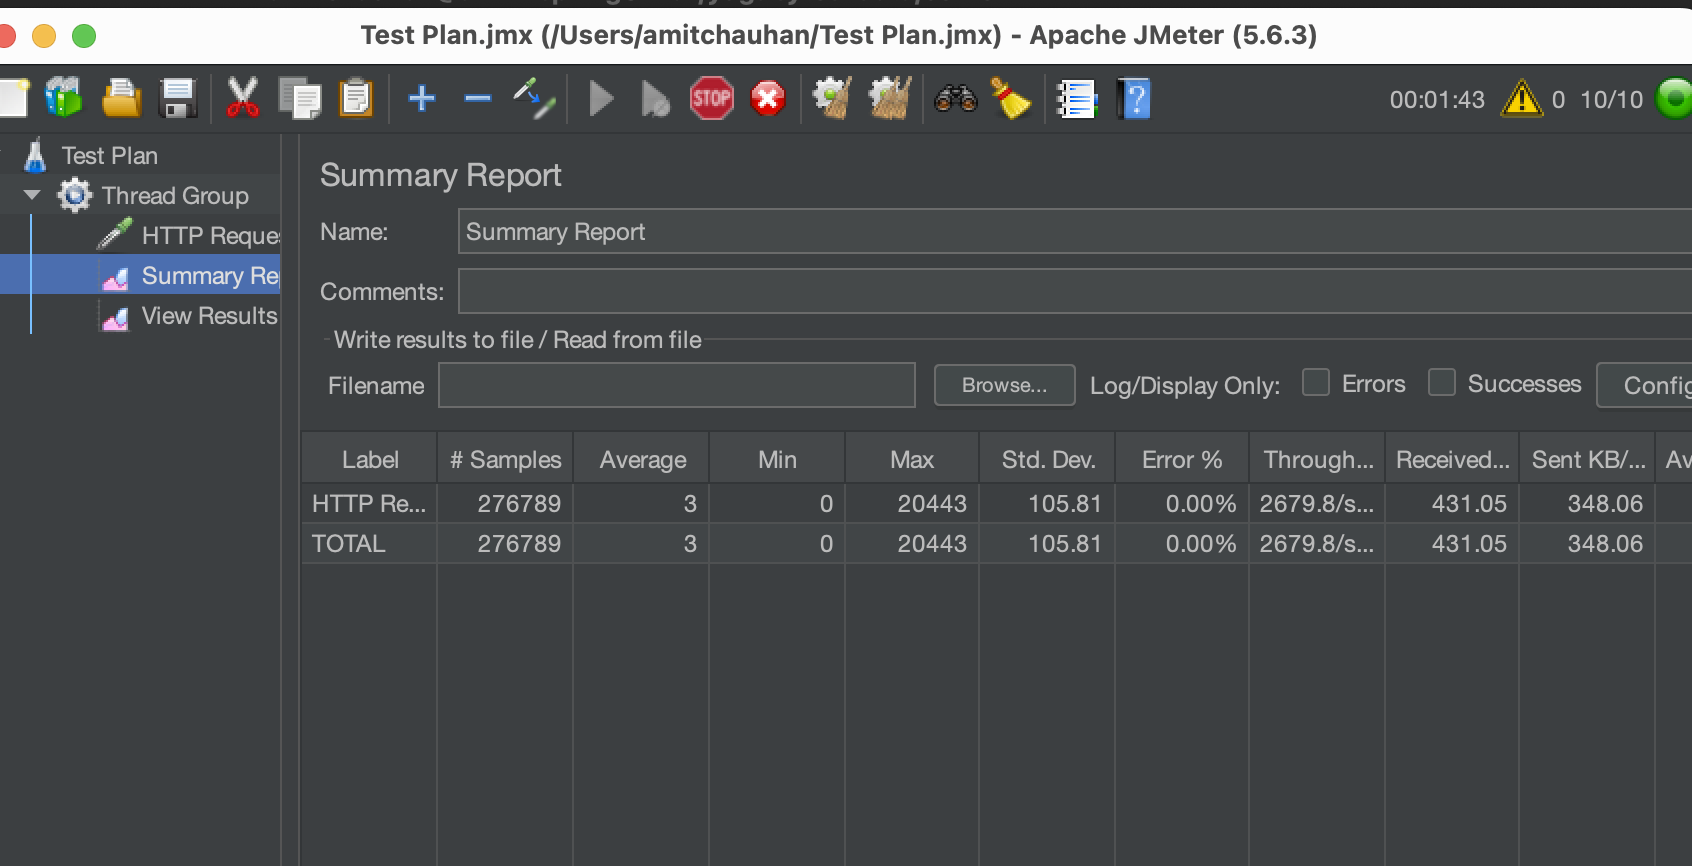 Test Plan.jmx (/Users/amitchauhan/Test Plan.jmx) - Apache JMeter (5.6.3)
STOP
?
00:01:43 0 10/10
Test Plan
Thread Group
HTTP Reque
Summary Re
View Results
Summary Report
Name: Summary Report
Comments:
Write results to file / Read from file
Filename Browse... Log/Display Only: Errors Successes Config
Label # Samples Average Min Max Std. Dev. Error % Through... Received... Sent KB/... Av
HTTP Re... 276789 3 0 20443 105.81 0.00% 2679.8/s... 431.05 348.06
TOTAL 276789 3 0 20443 105.81 0.00% 2679.8/s... 431.05 348.06